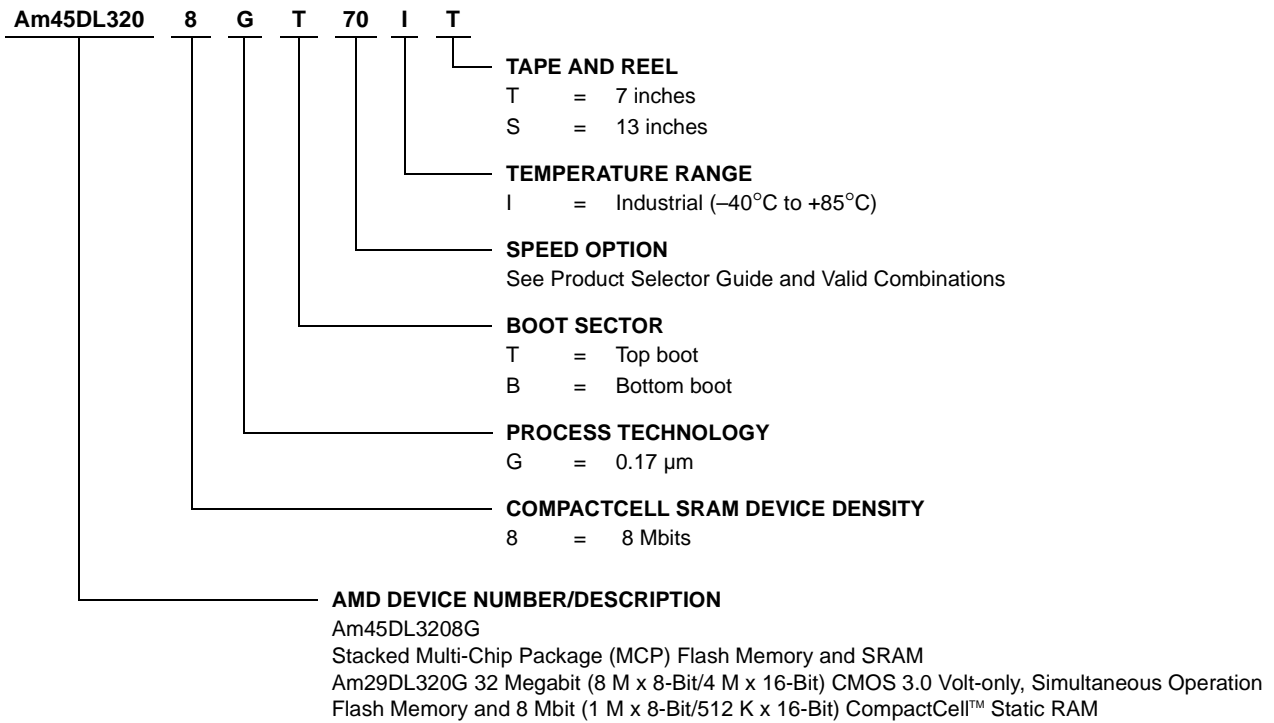 Am45DL320 8 G T 70 I T
TAPE AND REEL
T = 7 inches
S = 13 inches
TEMPERATURE RANGE
I = Industrial (–40°C to +85°C)
SPEED OPTION
See Product Selector Guide and Valid Combinations
BOOT SECTOR
T = Top boot
B = Bottom boot
PROCESS TECHNOLOGY
G = 0.17 µm
COMPACTCELL SRAM DEVICE DENSITY
8 = 8 Mbits
AMD DEVICE NUMBER/DESCRIPTION
Am45DL3208G
Stacked Multi-Chip Package (MCP) Flash Memory and SRAM
Am29DL320G 32 Megabit (8 M x 8-Bit/4 M x 16-Bit) CMOS 3.0 Volt-only, Simultaneous Operation
Flash Memory and 8 Mbit (1 M x 8-Bit/512 K x 16-Bit) CompactCell™ Static RAM